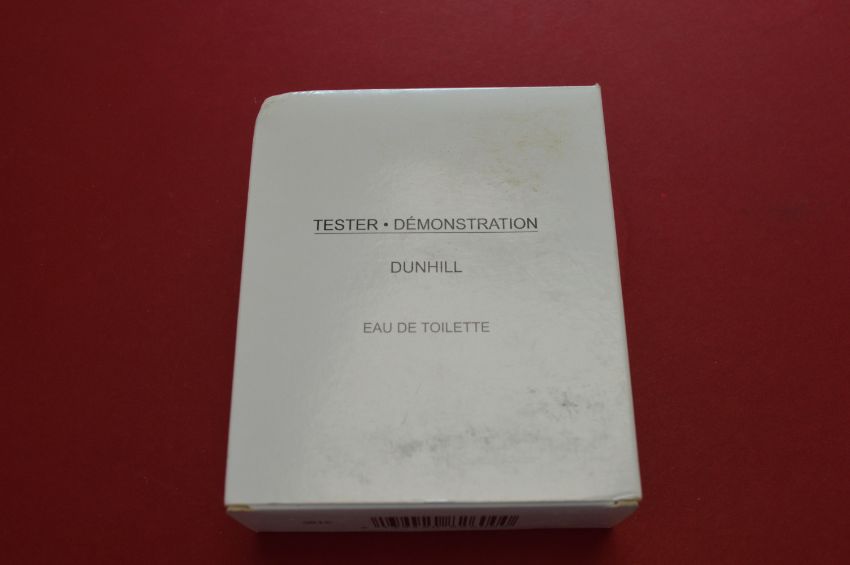 TESTER • DÉMONSTRATION
DUNHILL
EAU DE TOILETTE